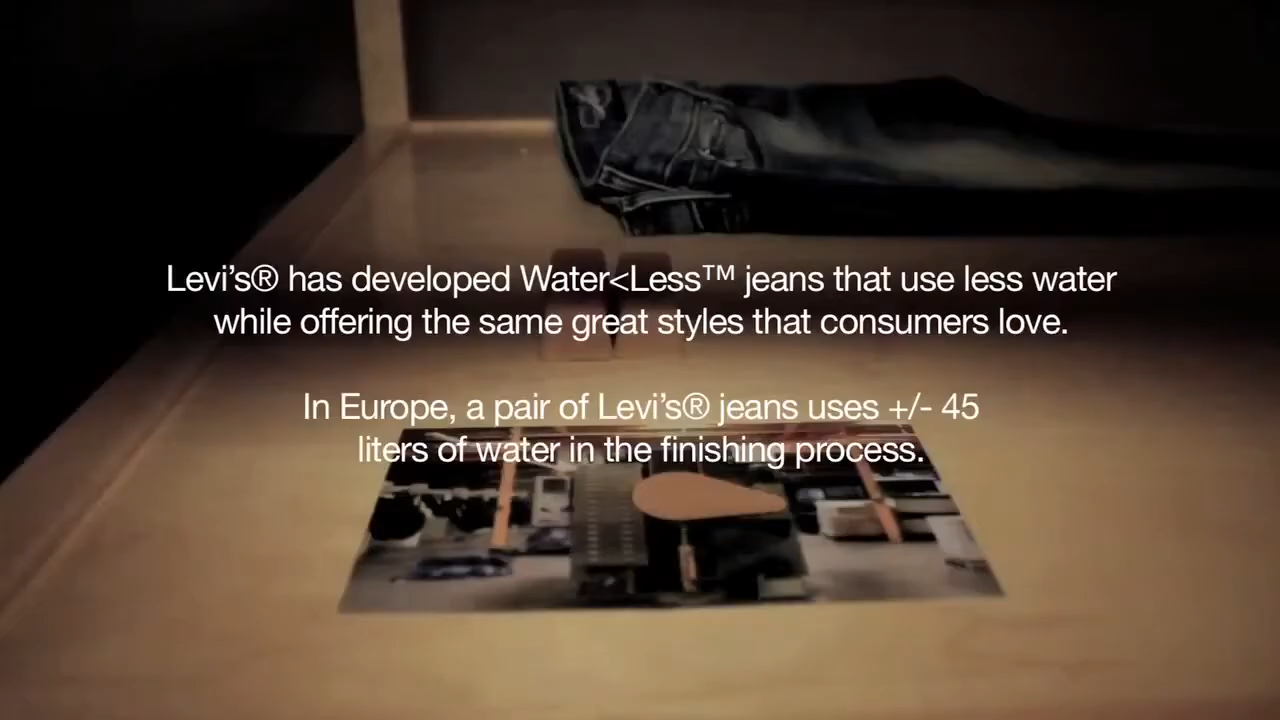 Levi’s® has developed Water<Less™ jeans that use less water
while offering the same great styles that consumers love.
In Europe, a pair of Levi’s® jeans uses +/- 45
liters of water in the finishing process.